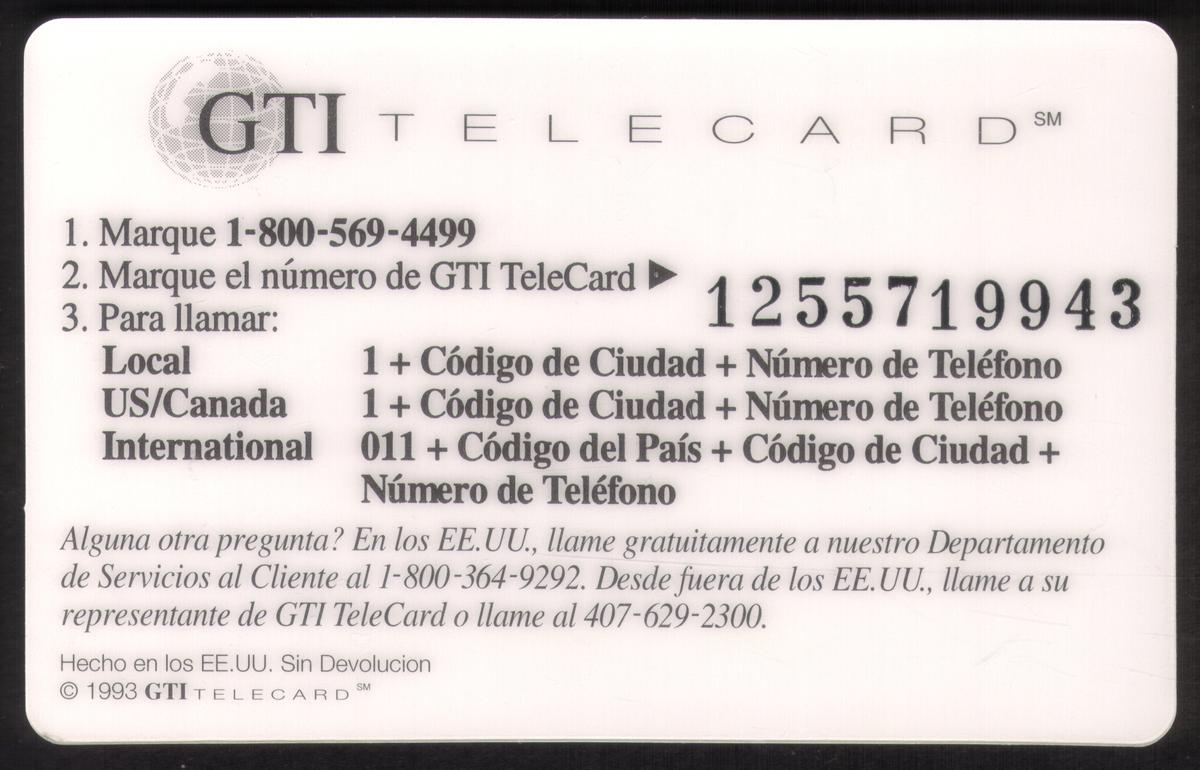 GTI TELECARD SM
1. Marque 1-800-569-4499
2. Marque el número de GTI TeleCard ▶ 1255719943
3. Para llamar:
Local 1 + Código de Ciudad + Número de Teléfono
US/Canada 1 + Código de Ciudad + Número de Teléfono
International 011 + Código del País + Código de Ciudad +
Número de Teléfono
Alguna otra pregunta? En los EE.UU., llame gratuitamente a nuestro Departamento
de Servicios al Cliente al 1-800-364-9292. Desde fuera de los EE.UU., llame a su
representante de GTI TeleCard o llame al 407-629-2300.
Hecho en los EE.UU. Sin Devolucion
© 1993 GTI TELECARD SM